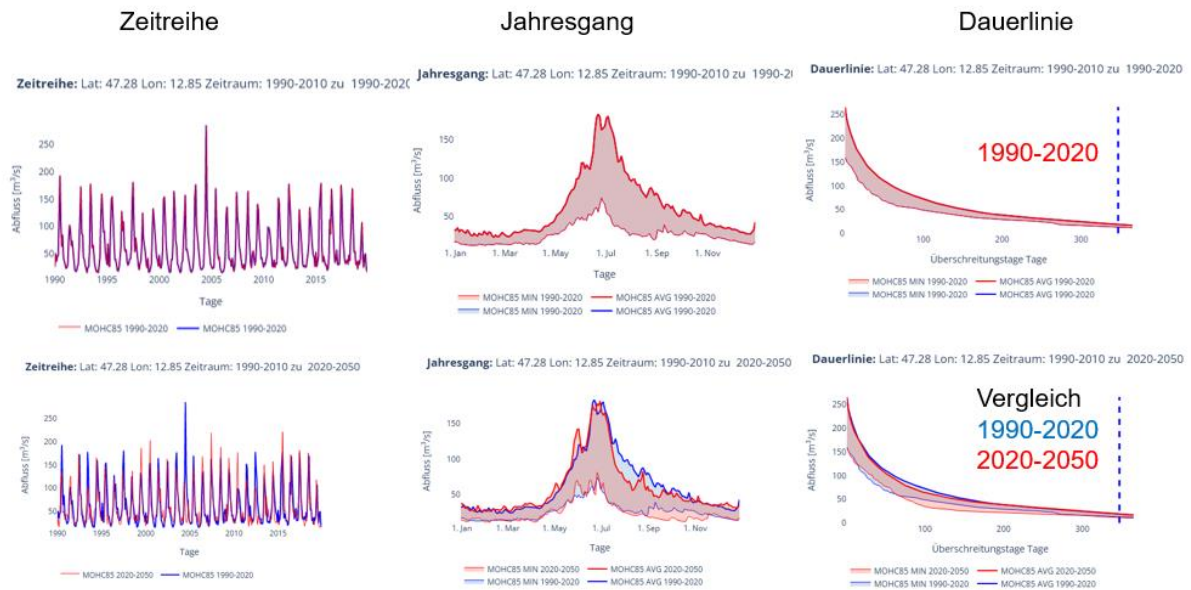 Zeitreihe
Jahresgang
Dauerlinie
Zeitreihe: Lat: 47.28 Lon: 12.85 Zeitraum: 1990-2010 zu 1990-2020
Abfluss [m³/s]
250
200
150
100
50
1990
1995
2000
2005
2010
2015
Tage
MOHC85 1990-2020
MOHC85 1990-2020
Jahresgang: Lat: 47.28 Lon: 12.85 Zeitraum: 1990-2010 zu 1990-2
Abfluss [m³/s]
150
100
50
1. Jan
1. Mar
1. May
1. Jul
1. Sep
1. Nov
Tage
MOHC85 MIN 1990-2020
MOHC85 AVG 1990-2020
MOHC85 MIN 1990-2020
MOHC85 AVG 1990-2020
Dauerlinie: Lat: 47.28 Lon: 12.85 Zeitraum: 1990-2010 zu 1990-2020
1990-2020
Abfluss [m³/s]
250
200
150
100
50
0
100
200
300
Überschreitungstage Tage
MOHC85 MIN 1990-2020
MOHC85 AVG 1990-2020
MOHC85 MIN 1990-2020
MOHC85 AVG 1990-2020
Zeitreihe: Lat: 47.28 Lon: 12.85 Zeitraum: 1990-2010 zu 2020-2050
Abfluss [m³/s]
250
200
150
100
50
1990
1995
2000
2005
2010
2015
Tage
MOHC85 2020-2050
MOHC85 1990-2020
Jahresgang: Lat: 47.28 Lon: 12.85 Zeitraum: 1990-2010 zu 2020-2050
Abfluss [m³/s]
150
100
50
1. Jan
1. Mar
1. May
1. Jul
1. Sep
1. Nov
Tage
MOHC85 MIN 2020-2050
MOHC85 AVG 2020-2050
MOHC85 MIN 1990-2020
MOHC85 AVG 1990-2020
Dauerlinie: Lat: 47.28 Lon: 12.85 Zeitraum: 1990-2010 zu 2020-2050
Vergleich
1990-2020
2020-2050
Abfluss [m³/s]
250
200
150
100
50
0
100
200
300
Überschreitungstage Tage
MOHC85 MIN 2020-2050
MOHC85 AVG 2020-2050
MOHC85 MIN 1990-2020
MOHC85 AVG 1990-2020